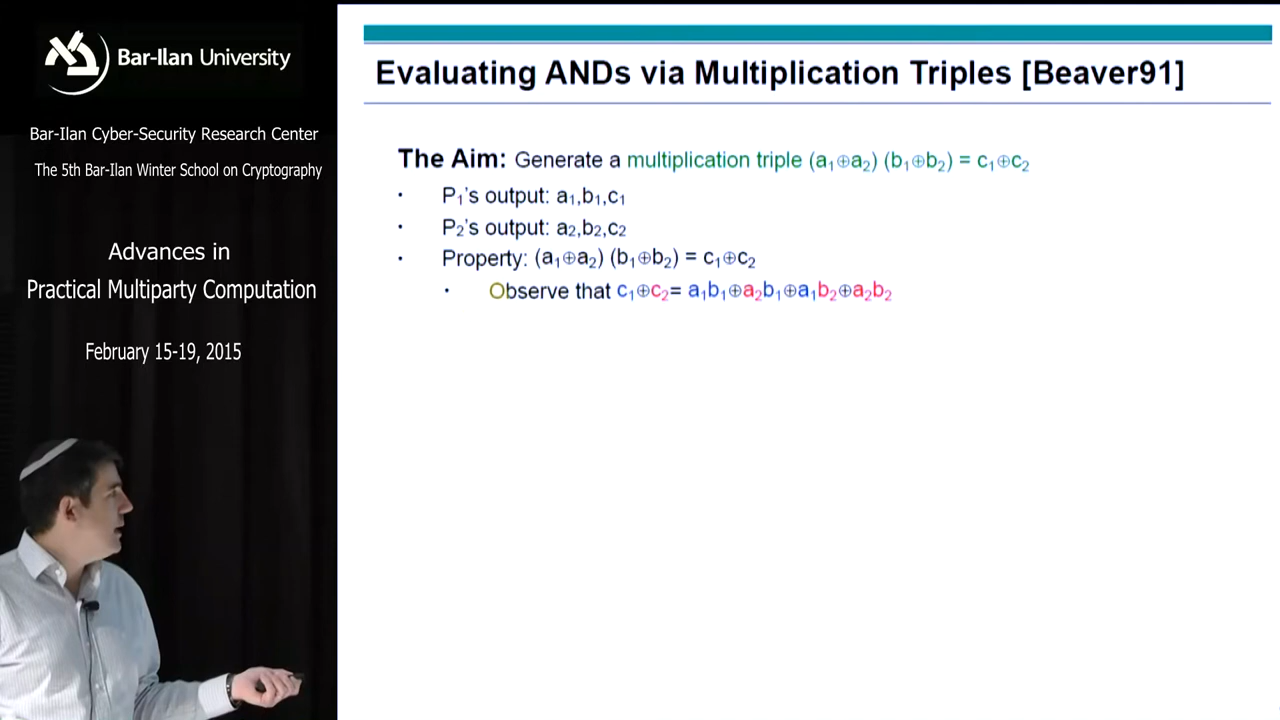 Bar-Ilan University
Bar-Ilan Cyber-Security Research Center
The 5th Bar-Ilan Winter School on Cryptography
Advances in
Practical Multiparty Computation
February 15-19, 2015
Evaluating ANDs via Multiplication Triples [Beaver91]
The Aim: Generate a multiplication triple (a₁⊕a₂) (b₁⊕b₂) = c₁⊕c₂
• P₁'s output: a₁,b₁,c₁
• P₂'s output: a₂,b₂,c₂
• Property: (a₁⊕a₂) (b₁⊕b₂) = c₁⊕c₂
• Observe that c₁⊕c₂= a₁b₁⊕a₂b₁⊕a₁b₂⊕a₂b₂